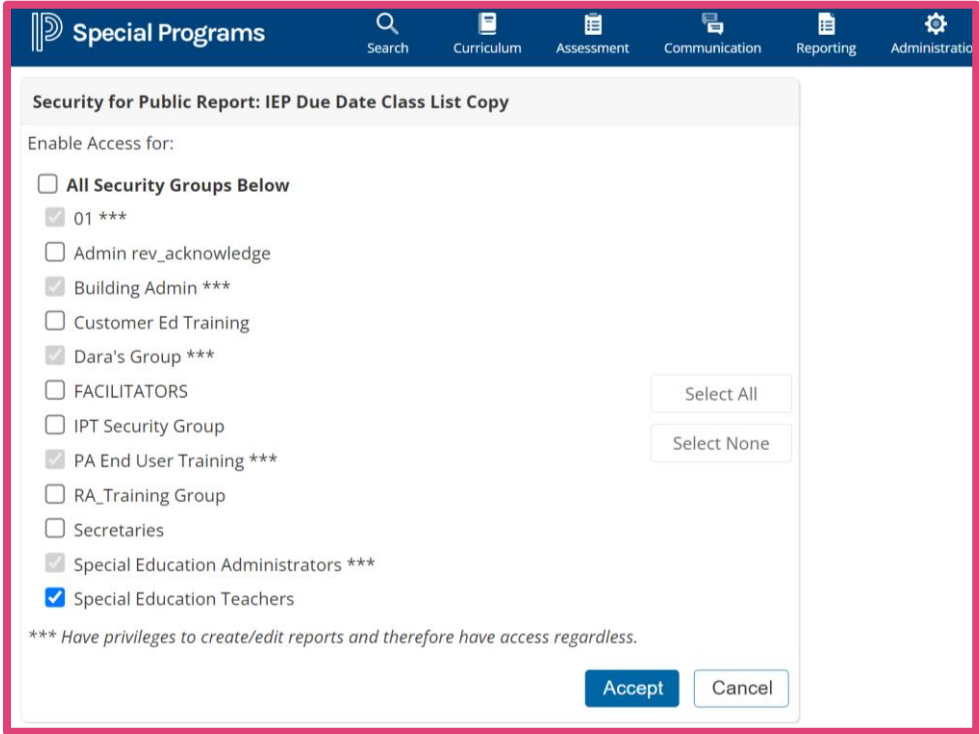 Special Programs
Search
Curriculum
Assessment
Communication
Reporting
Administratio
Security for Public Report: IEP Due Date Class List Copy
Enable Access for:
All Security Groups Below
01 ***
Admin rev_acknowledge
Building Admin ***
Customer Ed Training
Dara's Group ***
FACILITATORS
Select All
IPT Security Group
Select None
PA End User Training ***
RA_Training Group
Secretaries
Special Education Administrators ***
Special Education Teachers
*** Have privileges to create/edit reports and therefore have access regardless.
Accept
Cancel